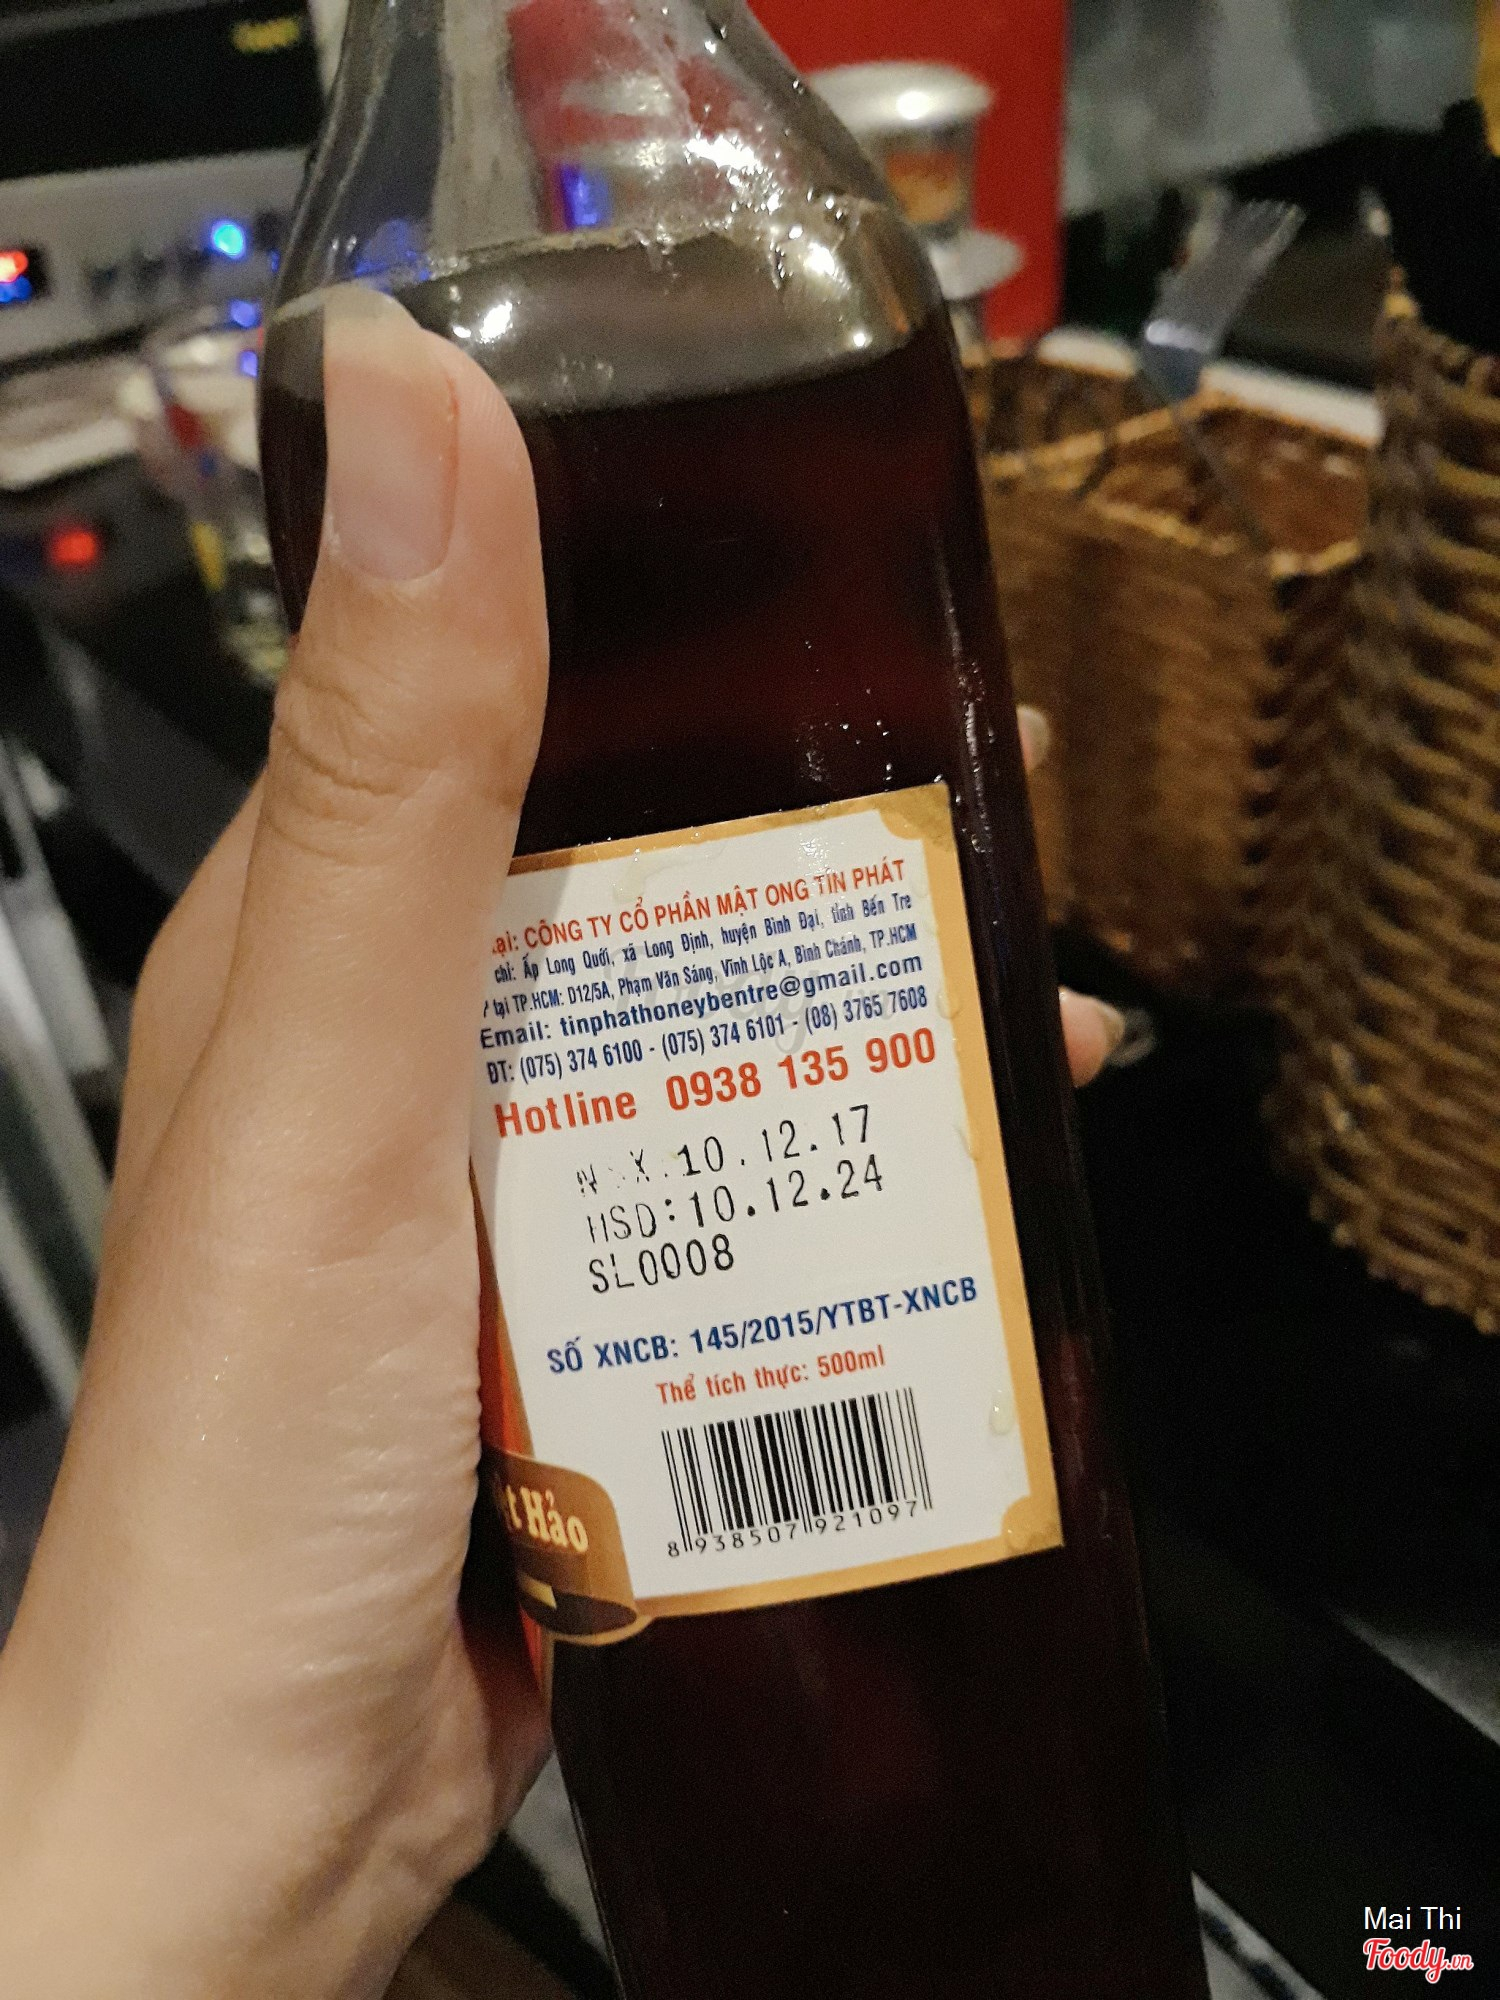 CÔNG TY CỔ PHẦN MẬT ONG TÍN PHÁT
chỉ: Ấp Long Quới, xã Long Định, huyện Bình Đại, tỉnh Bến Tre
tại TP.HCM: D12/5A, Phạm Văn Sáng, Vĩnh Lộc A, Bình Chánh, TP.HCM
Email: tinphathoneybentre@gmail.com
ĐT: (075) 374 6100 - (075) 374 6101 - (08) 3765 7608
Hotline 0938 135 900
10.12.17
HSD:10.12.24
SL0008
SỐ XNCB: 145/2015/YTBT-XNCB
Thể tích thực: 500ml
8 938507 921097
Hảo
Mai Thi
Foody.vn